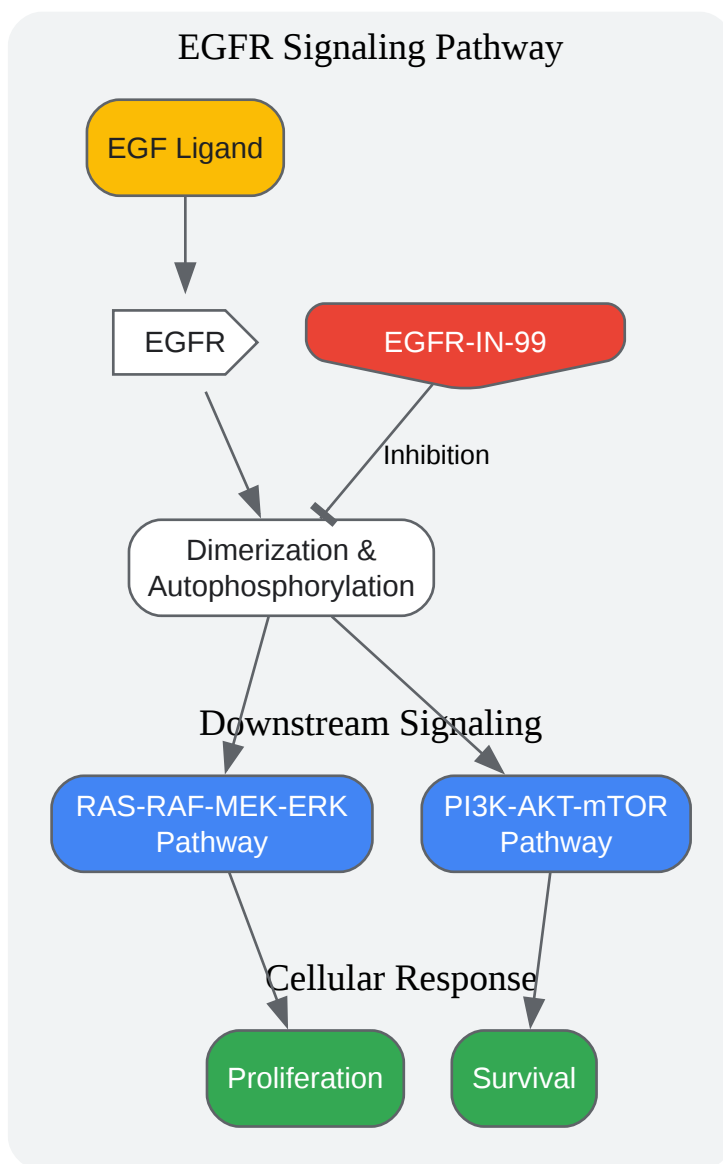 EGFR Signaling Pathway
EGF Ligand
EGFR
EGFR-IN-99
Inhibition
Dimerization &
Autophosphorylation
Downstream Signaling
RAS-RAF-MEK-ERK
Pathway
PI3K-AKT-mTOR
Pathway
Cellular Response
Proliferation
Survival